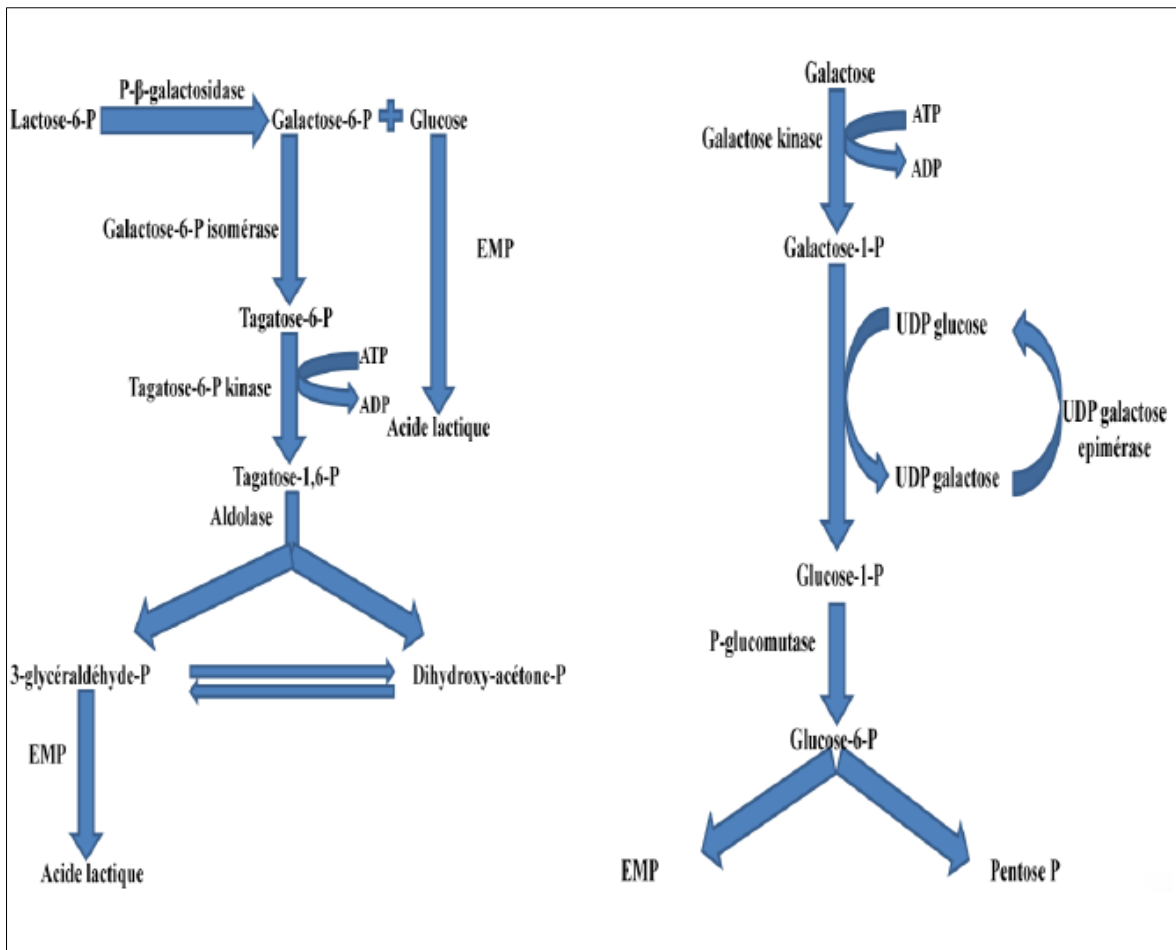 P-β-galactosidase
Lactose-6-P
Galactose-6-P
Glucose
Galactose-6-P isomérase
EMP
Tagatose-6-P
ATP
Tagatose-6-P kinase
ADP
Acide lactique
Tagatose-1,6-P
Aldolase
3-glycéraldéhyde-P
Dihydroxy-acétone-P
EMP
Acide lactique
Galactose
ATP
Galactose kinase
ADP
Galactose-1-P
UDP glucose
UDP galactose
epimérase
UDP galactose
Glucose-1-P
P-glucomutase
Glucose-6-P
EMP
Pentose P